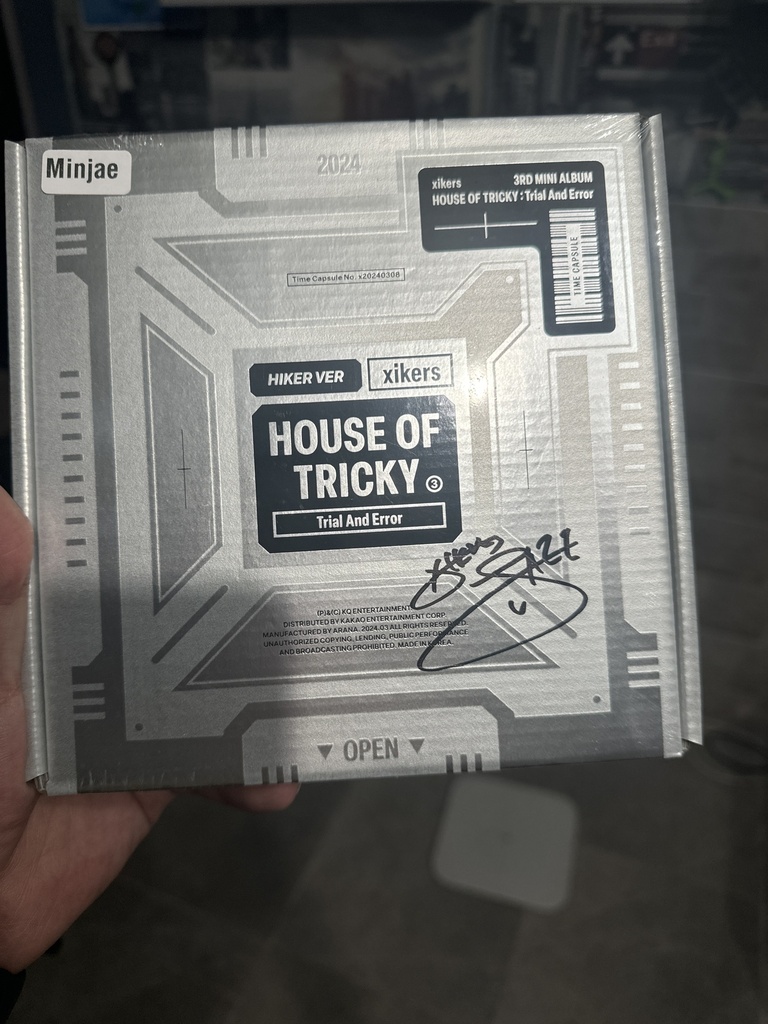 Minjae
2024
xikers
3RD MINI ALBUM
HOUSE OF TRICKY : Trial And Error
TIME CAPSULE
Time Capsule No. x20240308
HIKER VER
xikers
HOUSE OF
TRICKY 3
Trial And Error
xikers
(P)&(C) KQ ENTERTAINMENT.
DISTRIBUTED BY KAKAO ENTERTAINMENT CORP.
MANUFACTURED BY ARANA. 2024.03 ALL RIGHTS RESERVED.
UNAUTHORIZED COPYING, LENDING, PUBLIC PERFORMANCE
AND BROADCASTING PROHIBITED. MADE IN KOREA.
▼ OPEN ▼
Exit